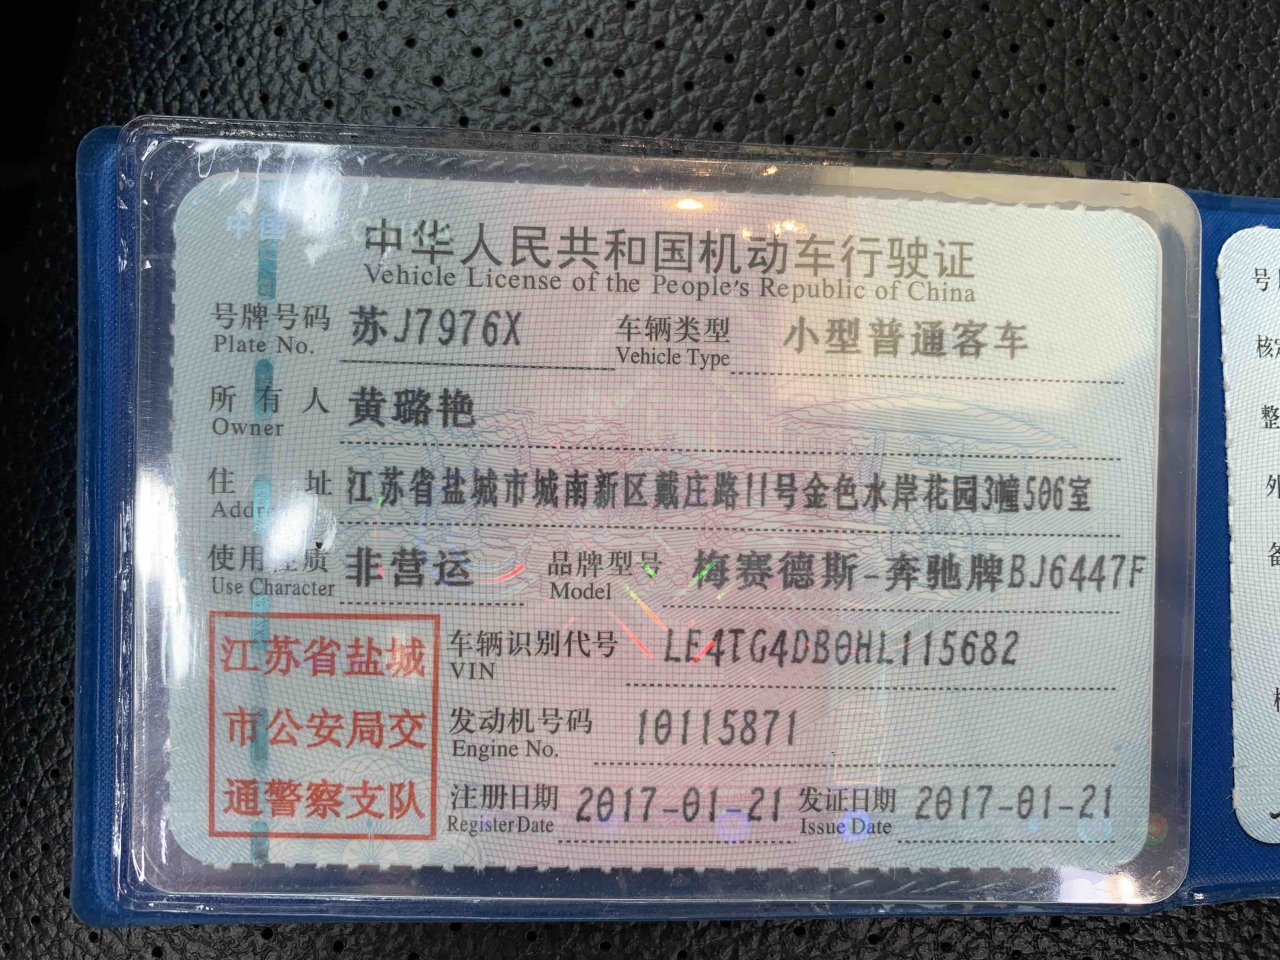 中国
中华人民共和国机动车行驶证
Vehicle License of the People's Republic of China
号牌号码 苏J7976X 车辆类型 小型普通客车
Plate No. Vehicle Type
所有人 黄璐艳
Owner
住址 江苏省盐城市城南新区戴庄路11号金色水岸花园3幢506室
Addr
使用性质 非营运 品牌型号 梅赛德斯-奔驰牌BJ6447F
Use Character Model
江苏省盐城
市公安局交
通警察支队
车辆识别代号 LE4TG4DB0HL115682
VIN
发动机号码 10115871
Engine No.
注册日期 2017-01-21 发证日期 2017-01-21
Register Date Issue Date
号
核
整
备